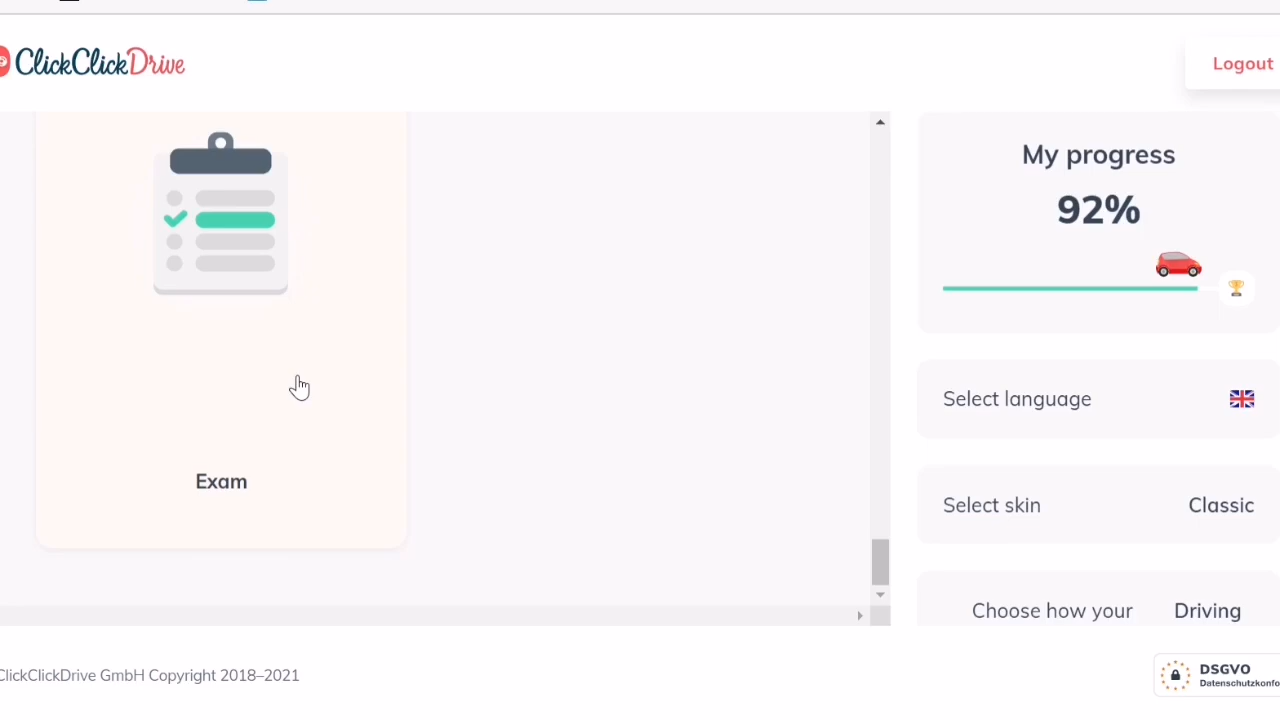 ClickClickDrive
Logout
My progress
92%
Select language
Select skin
Classic
Choose how your
Driving
Exam
ClickClickDrive GmbH Copyright 2018–2021
DSGVO
Datenschutzkonfo